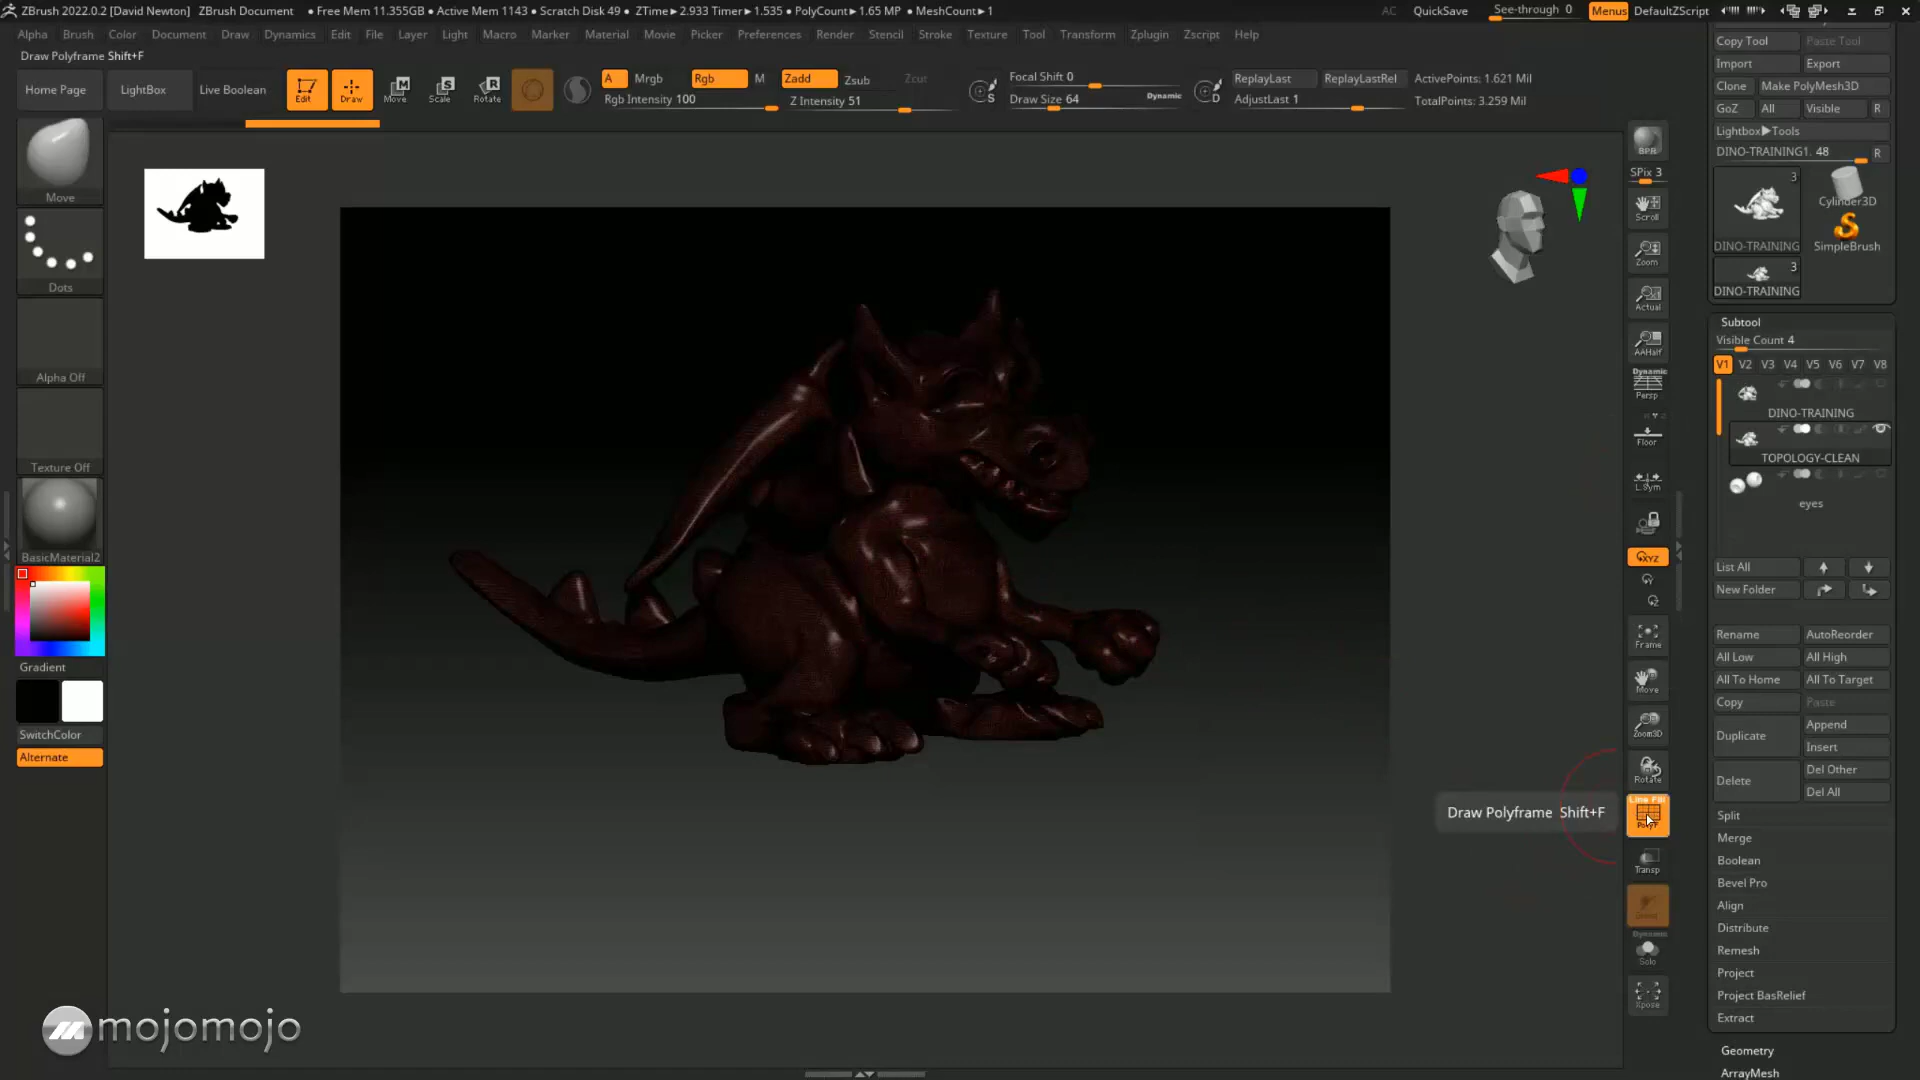 ZBrush 2022.0.2 [David Newton] ZBrush Document • Free Mem 11.355GB • Active Mem 1143 • Scratch Disk 49 • ZTime▸2.933 Timer▸1.535 • PolyCount▸1.65 MP • MeshCount▸1 AC QuickSave See-through 0 Menus DefaultZScript
Alpha Brush Color Document Draw Dynamics Edit File Layer Light Macro Marker Material Movie Picker Preferences Render Stencil Stroke Texture Tool Transform Zplugin Zscript Help
Draw Polyframe Shift+F
Home Page LightBox Live Boolean Edit Draw Move Scale Rotate
A Mrgb Rgb M Zadd Zsub Zcut
Rgb Intensity 100 Z Intensity 51
Focal Shift 0
Draw Size 64 Dynamic
S D
ReplayLast ReplayLastRel ActivePoints: 1.621 Mil
AdjustLast 1 TotalPoints: 3.259 Mil
Move
Dots
Alpha Off
Texture Off
BasicMaterial2
Gradient
SwitchColor
Alternate
mojomojo
Draw Polyframe Shift+F
BPR
SPix 3
Scroll
Zoom
Actual
AAHalf
Dynamic
Persp
Floor
L.Sym
XYZ
Frame
Move
Zoom3D
Rotate
Line Fill
PolyF
Transp
Dynamic
Solo
Xpose
Copy Tool Paste Tool
Import Export
Clone Make PolyMesh3D
GoZ All Visible R
Lightbox▸Tools
DINO-TRAINING1. 48 R
3
Cylinder3D
DINO-TRAINING SimpleBrush
3
DINO-TRAINING
Subtool
Visible Count 4
V1 V2 V3 V4 V5 V6 V7 V8
DINO-TRAINING
TOPOLOGY-CLEAN
eyes
List All
New Folder
Rename AutoReorder
All Low All High
All To Home All To Target
Copy Paste
Duplicate Append
Insert
Delete Del Other
Del All
Split
Merge
Boolean
Bevel Pro
Align
Distribute
Remesh
Project
Project BasRelief
Extract
Geometry
ArrayMesh